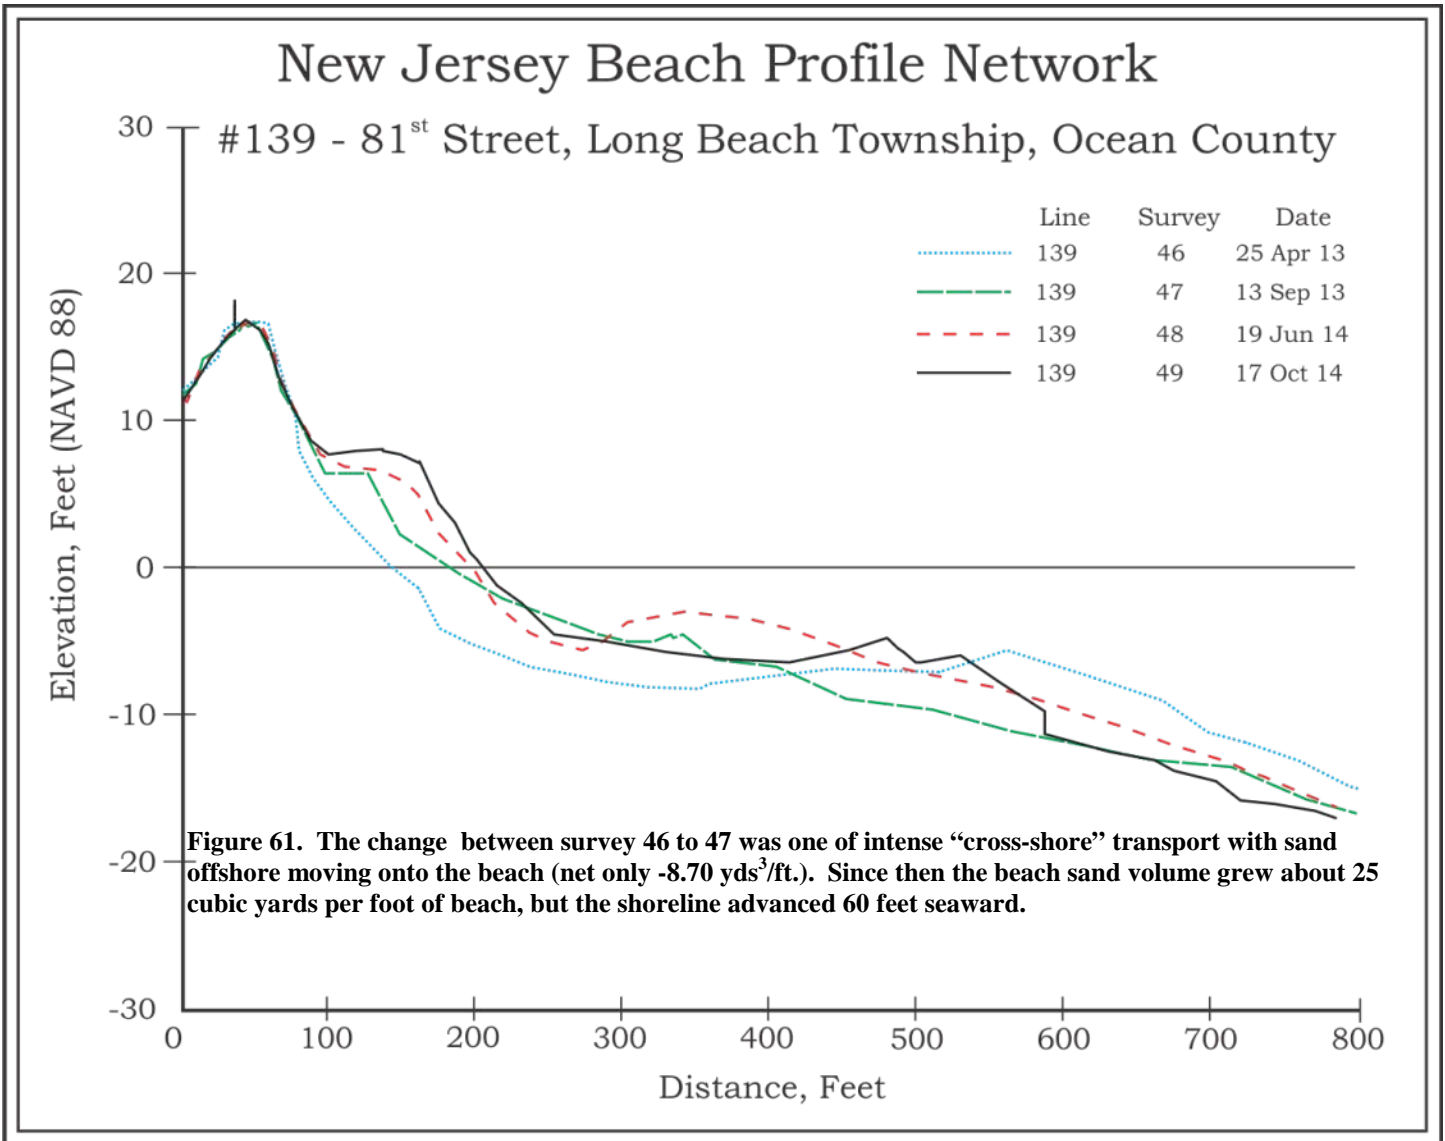 New Jersey Beach Profile Network
#139 - 81st Street, Long Beach Township, Ocean County
Line Survey Date
139 46 25 Apr 13
139 47 13 Sep 13
139 48 19 Jun 14
139 49 17 Oct 14
Elevation, Feet (NAVD 88)
30
20
10
0
-10
-20
-30
Figure 61. The change between survey 46 to 47 was one of intense “cross-shore” transport with sand
offshore moving onto the beach (net only -8.70 yds3/ft.). Since then the beach sand volume grew about 25
cubic yards per foot of beach, but the shoreline advanced 60 feet seaward.
0 100 200 300 400 500 600 700 800
Distance, Feet